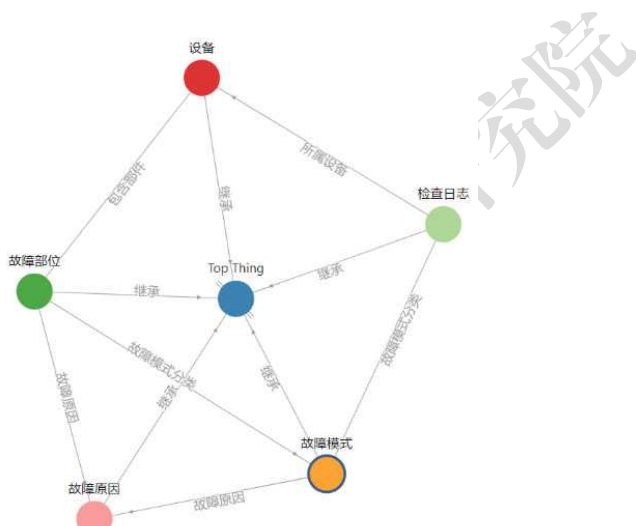 设备
所属设备
包含部件
继承
检查日志
故障部位
Top Thing
继承
继承
故障模式分类
故障模式分类
故障原因
继承
继承
故障模式
故障原因
故障原因
究院